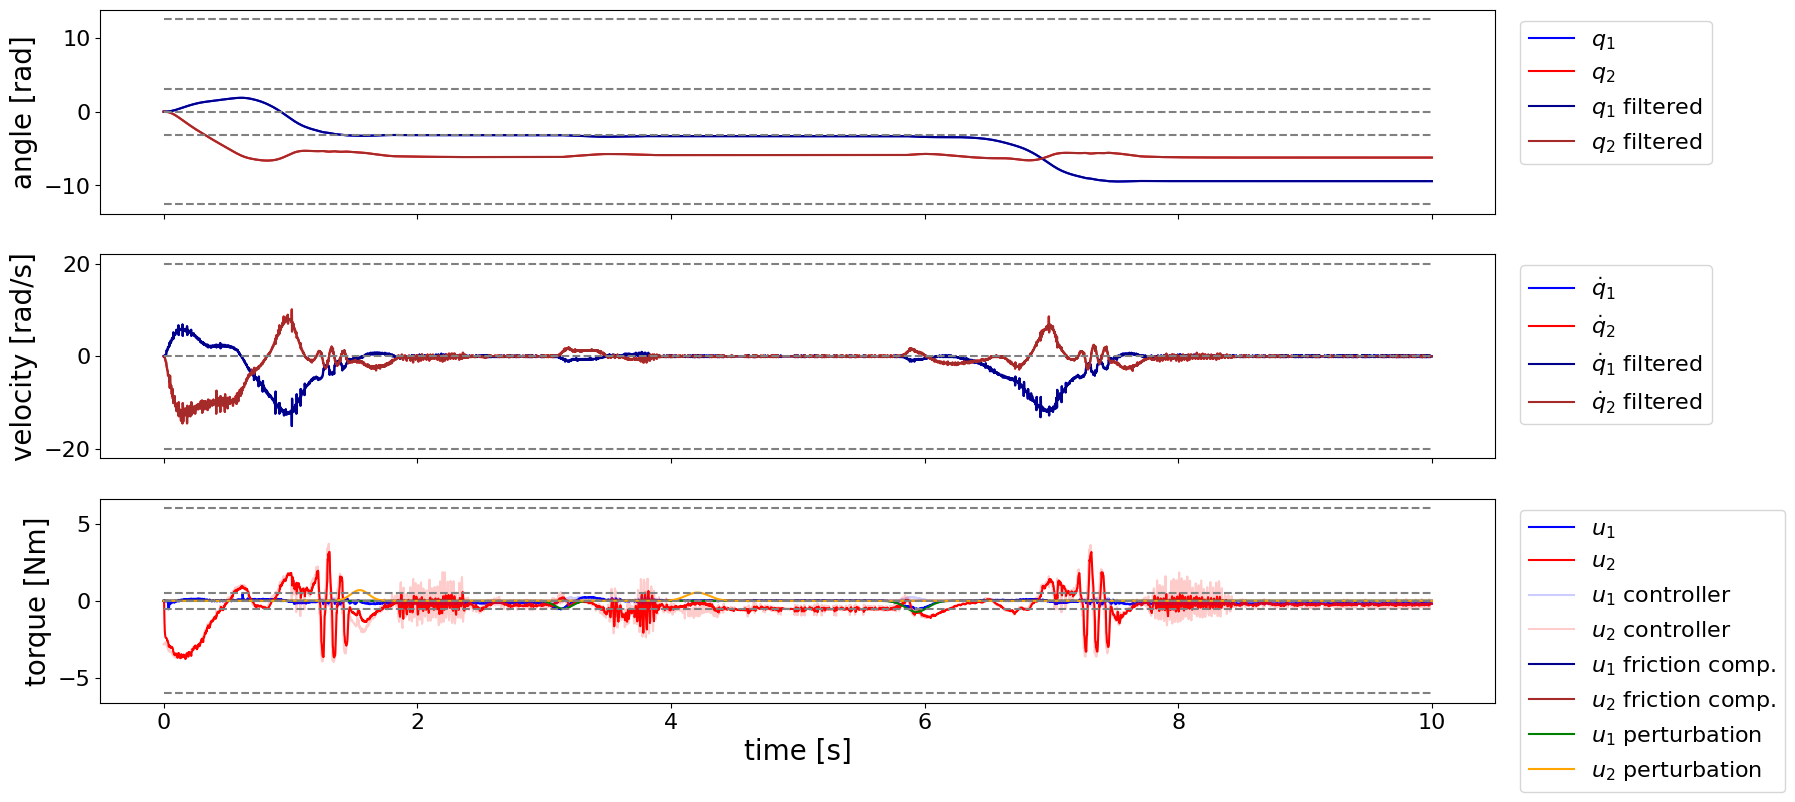 angle [rad]
10
0
−10
q₁
q₂
q₁ filtered
q₂ filtered
velocity [rad/s]
20
0
−20
q̇₁
q̇₂
q̇₁ filtered
q̇₂ filtered
torque [Nm]
5
0
−5
0 2 4 6 8 10
time [s]
u₁
u₂
u₁ controller
u₂ controller
u₁ friction comp.
u₂ friction comp.
u₁ perturbation
u₂ perturbation